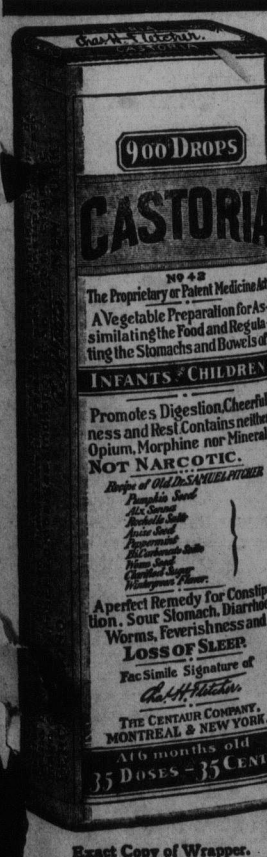 Chas. H. Fletcher.
CASTORIA
900 DROPS
CASTORIA
Nº 42
The Proprietary or Patent Medicine Act
A Vegetable Preparation for As-
similating the Food and Regula-
ting the Stomachs and Bowels of
INFANTS & CHILDREN
Promotes Digestion, Cheerful
ness and Rest. Contains neither
Opium, Morphine nor Mineral
NOT NARCOTIC.
Recipe of Old Dr. SAMUEL PITCHER
Pumpkin Seed
Alx Senna
Rochelle Salts
Anise Seed
Peppermint
Bi Carbonate Soda
Worm Seed
Clarified Sugar
Wintergreen Flavor.
A perfect Remedy for Constip
tion, Sour Stomach, Diarrhoe
Worms, Feverishness and
LOSS OF SLEEP.
Fac Simile Signature of
Chas. H. Fletcher.
THE CENTAUR COMPANY,
MONTREAL & NEW YORK.
At 6 months old
35 DOSES - 35 CENT
Exact Copy of Wrapper.